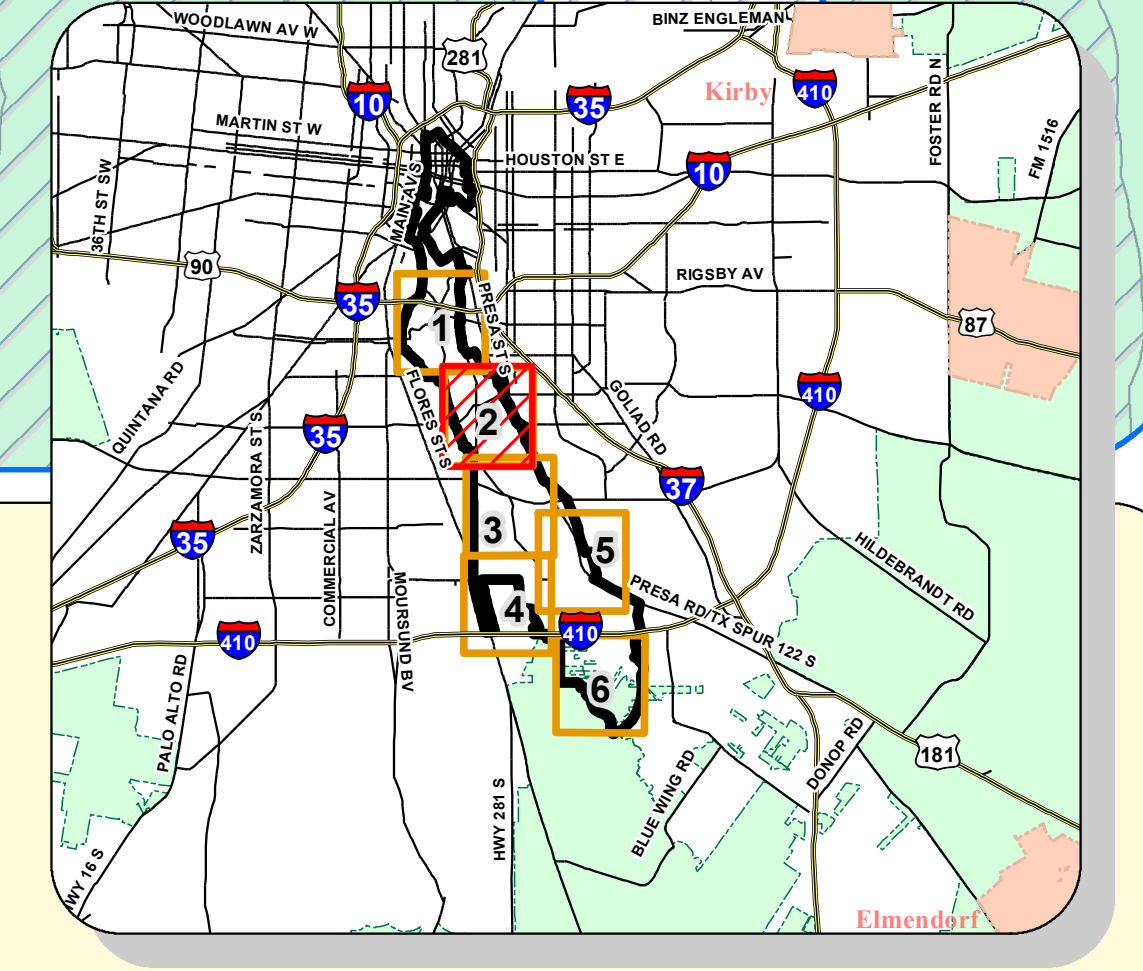 WOODLAWN AV W
BINZ ENGLEMAN
281
Kirby
410
10
35
FOSTER RD N
MARTIN ST W
FM 1516
HOUSTON ST E
10
36TH ST SW
MAIN AV S
90
RIGSBY AV
35
PRESA ST S
87
1
410
QUINTANA RD
FLORES ST S
GOLIAD RD
2
35
ZARZAMORA ST S
37
COMMERCIAL AV
3
35
5
HILDEBRANDT RD
MOURSUND BV
4
PRESA RD/TX SPUR 122 S
410
410
6
PALO ALTO RD
DONOP RD
181
BLUE WING RD
HWY 281 S
WY 16 S
Elmendorf